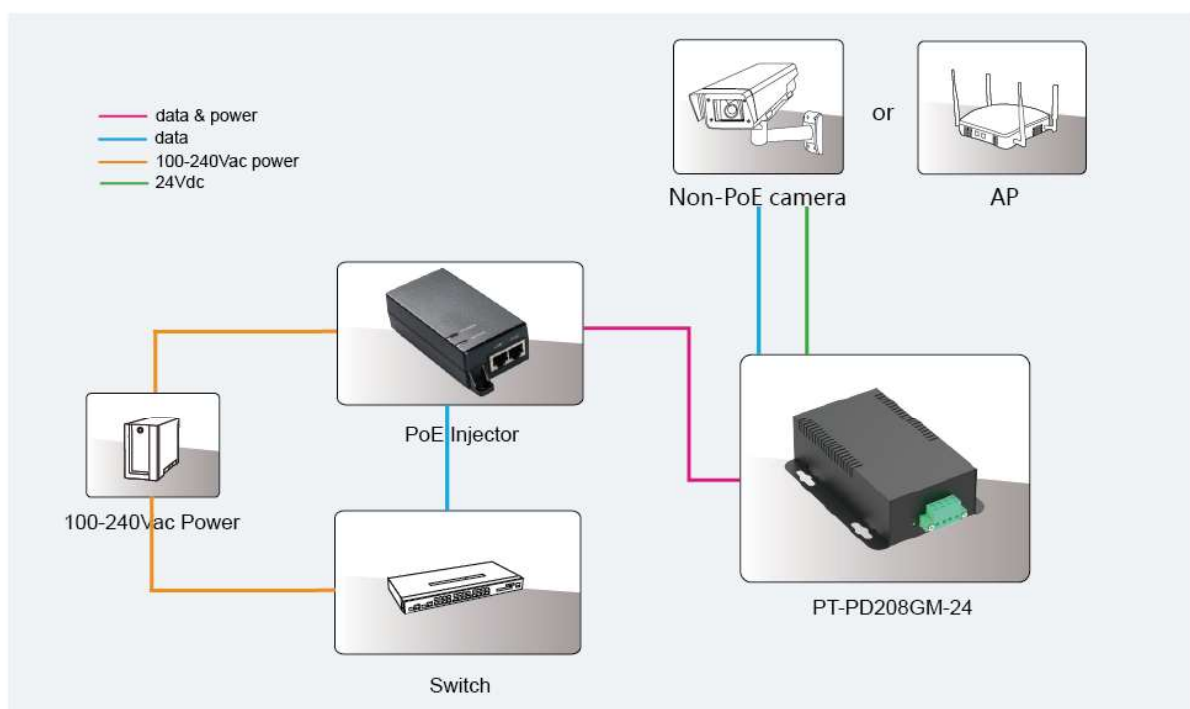 data & power
data
100-240Vac power
24Vdc
or
Non-PoE camera
AP
PoE Injector
100-240Vac Power
PT-PD208GM-24
Switch